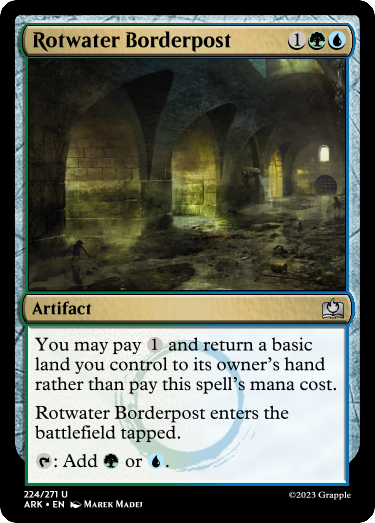 Rotwater Borderpost 1
Artifact
You may pay 1 and return a basic
land you control to its owner's hand
rather than pay this spell's mana cost.
Rotwater Borderpost enters the
battlefield tapped.
: Add or .
224/271 U
ARK • EN Marek Madej
©2023 Grapple